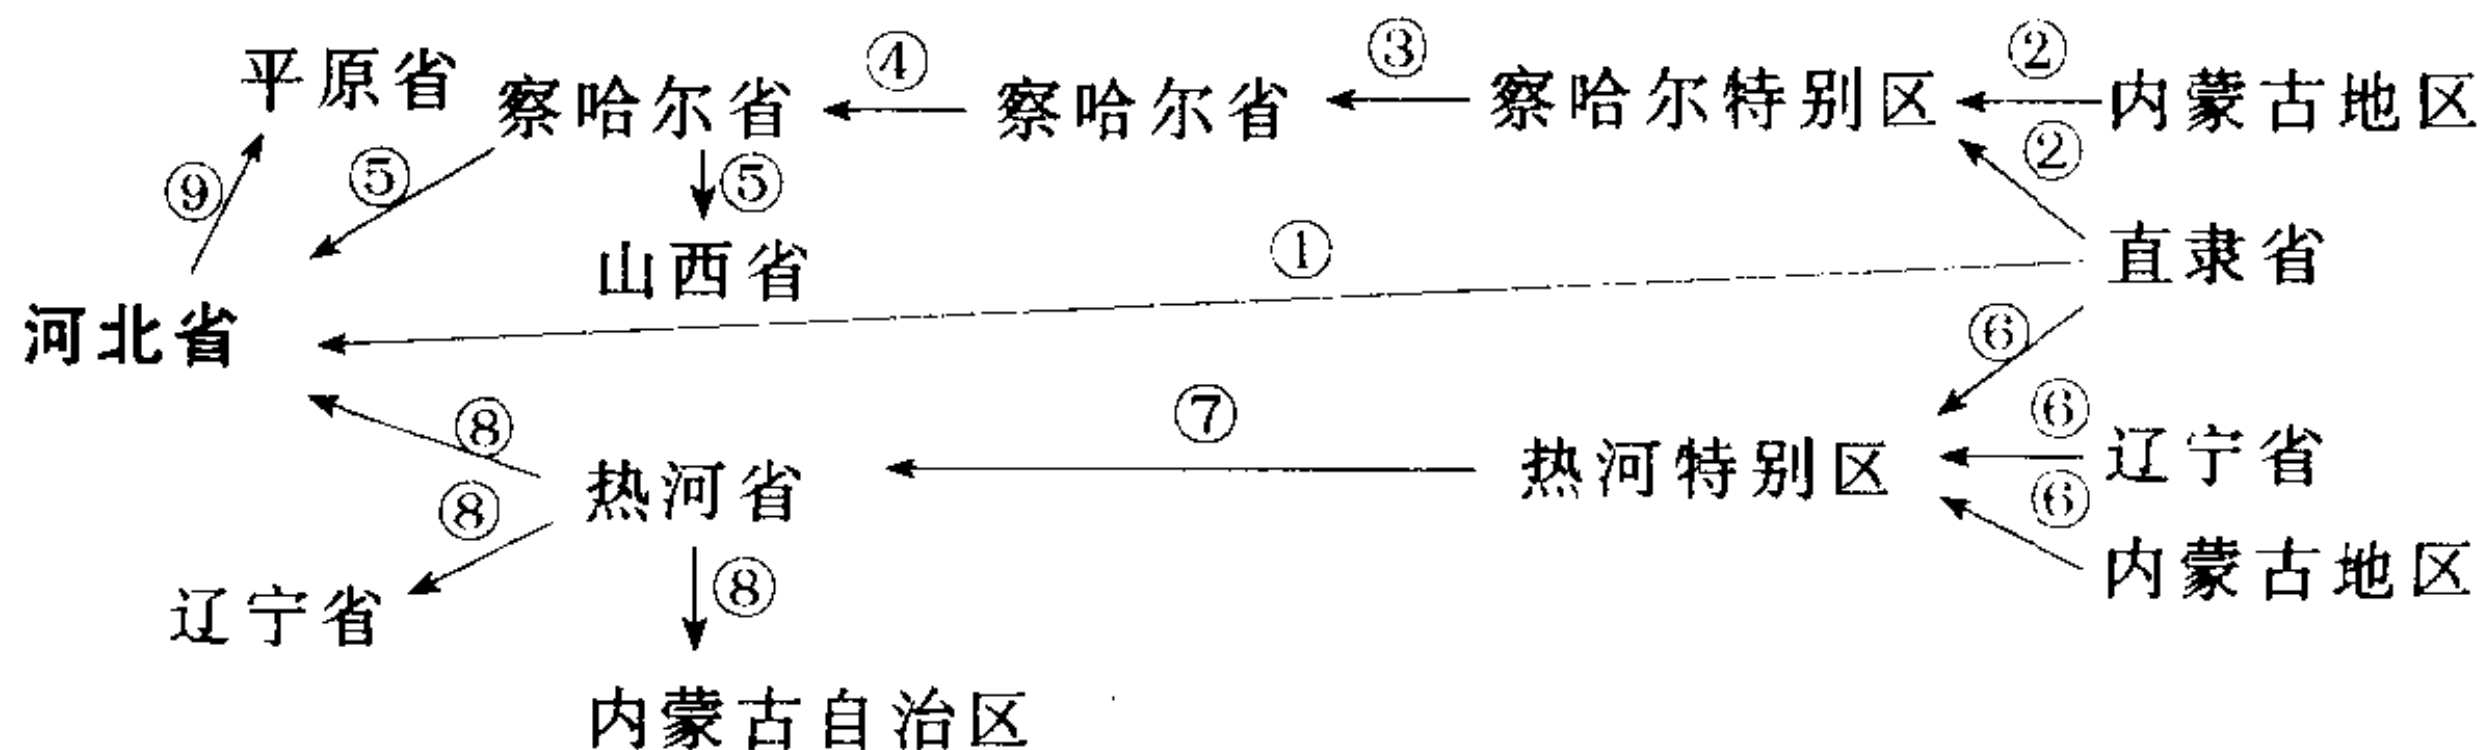 平原省
④
③
②
察哈尔省
察哈尔省
察哈尔特别区
内蒙古地区
⑨
⑤
⑤
②
山西省
①
直隶省
河北省
⑥
⑧
⑦
⑥
热河省
热河特别区
辽宁省
⑧
⑥
辽宁省
⑧
内蒙古地区
内蒙古自治区